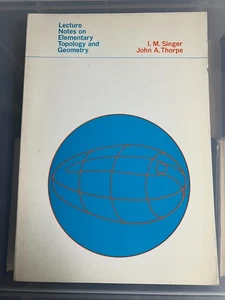 Lecture
Notes on
Elementary
Topology and
Geometry
I. M. Singer
John A. Thorpe